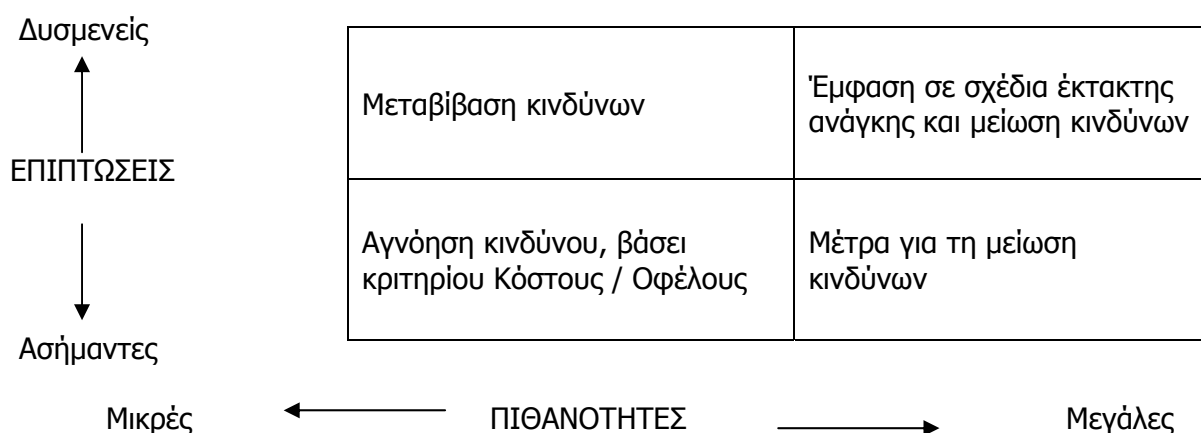 Δυσμενείς
ΕΠΙΠΤΩΣΕΙΣ
Ασήμαντες
Μεταβίβαση κινδύνων
Έμφαση σε σχέδια έκτακτης
ανάγκης και μείωση κινδύνων
Αγνόηση κινδύνου, βάσει
κριτηρίου Κόστους / Οφέλους
Μέτρα για τη μείωση
κινδύνων
Μικρές
ΠΙΘΑΝΟΤΗΤΕΣ
Μεγάλες